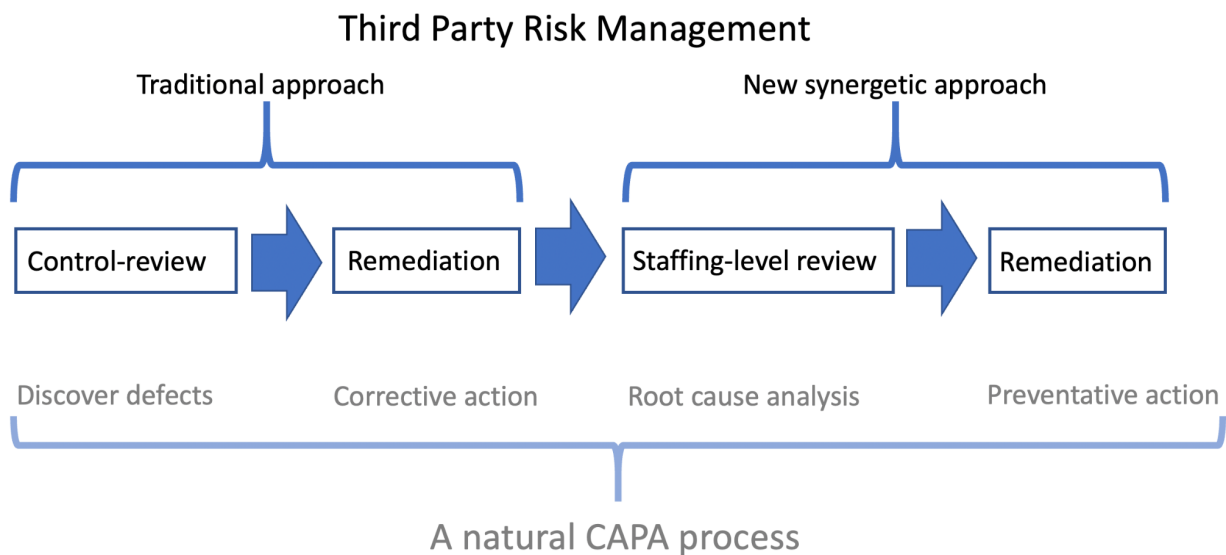 Third Party Risk Management
Traditional approach
New synergetic approach
Control-review
Remediation
Staffing-level review
Remediation
Discover defects
Corrective action
Root cause analysis
Preventative action
A natural CAPA process